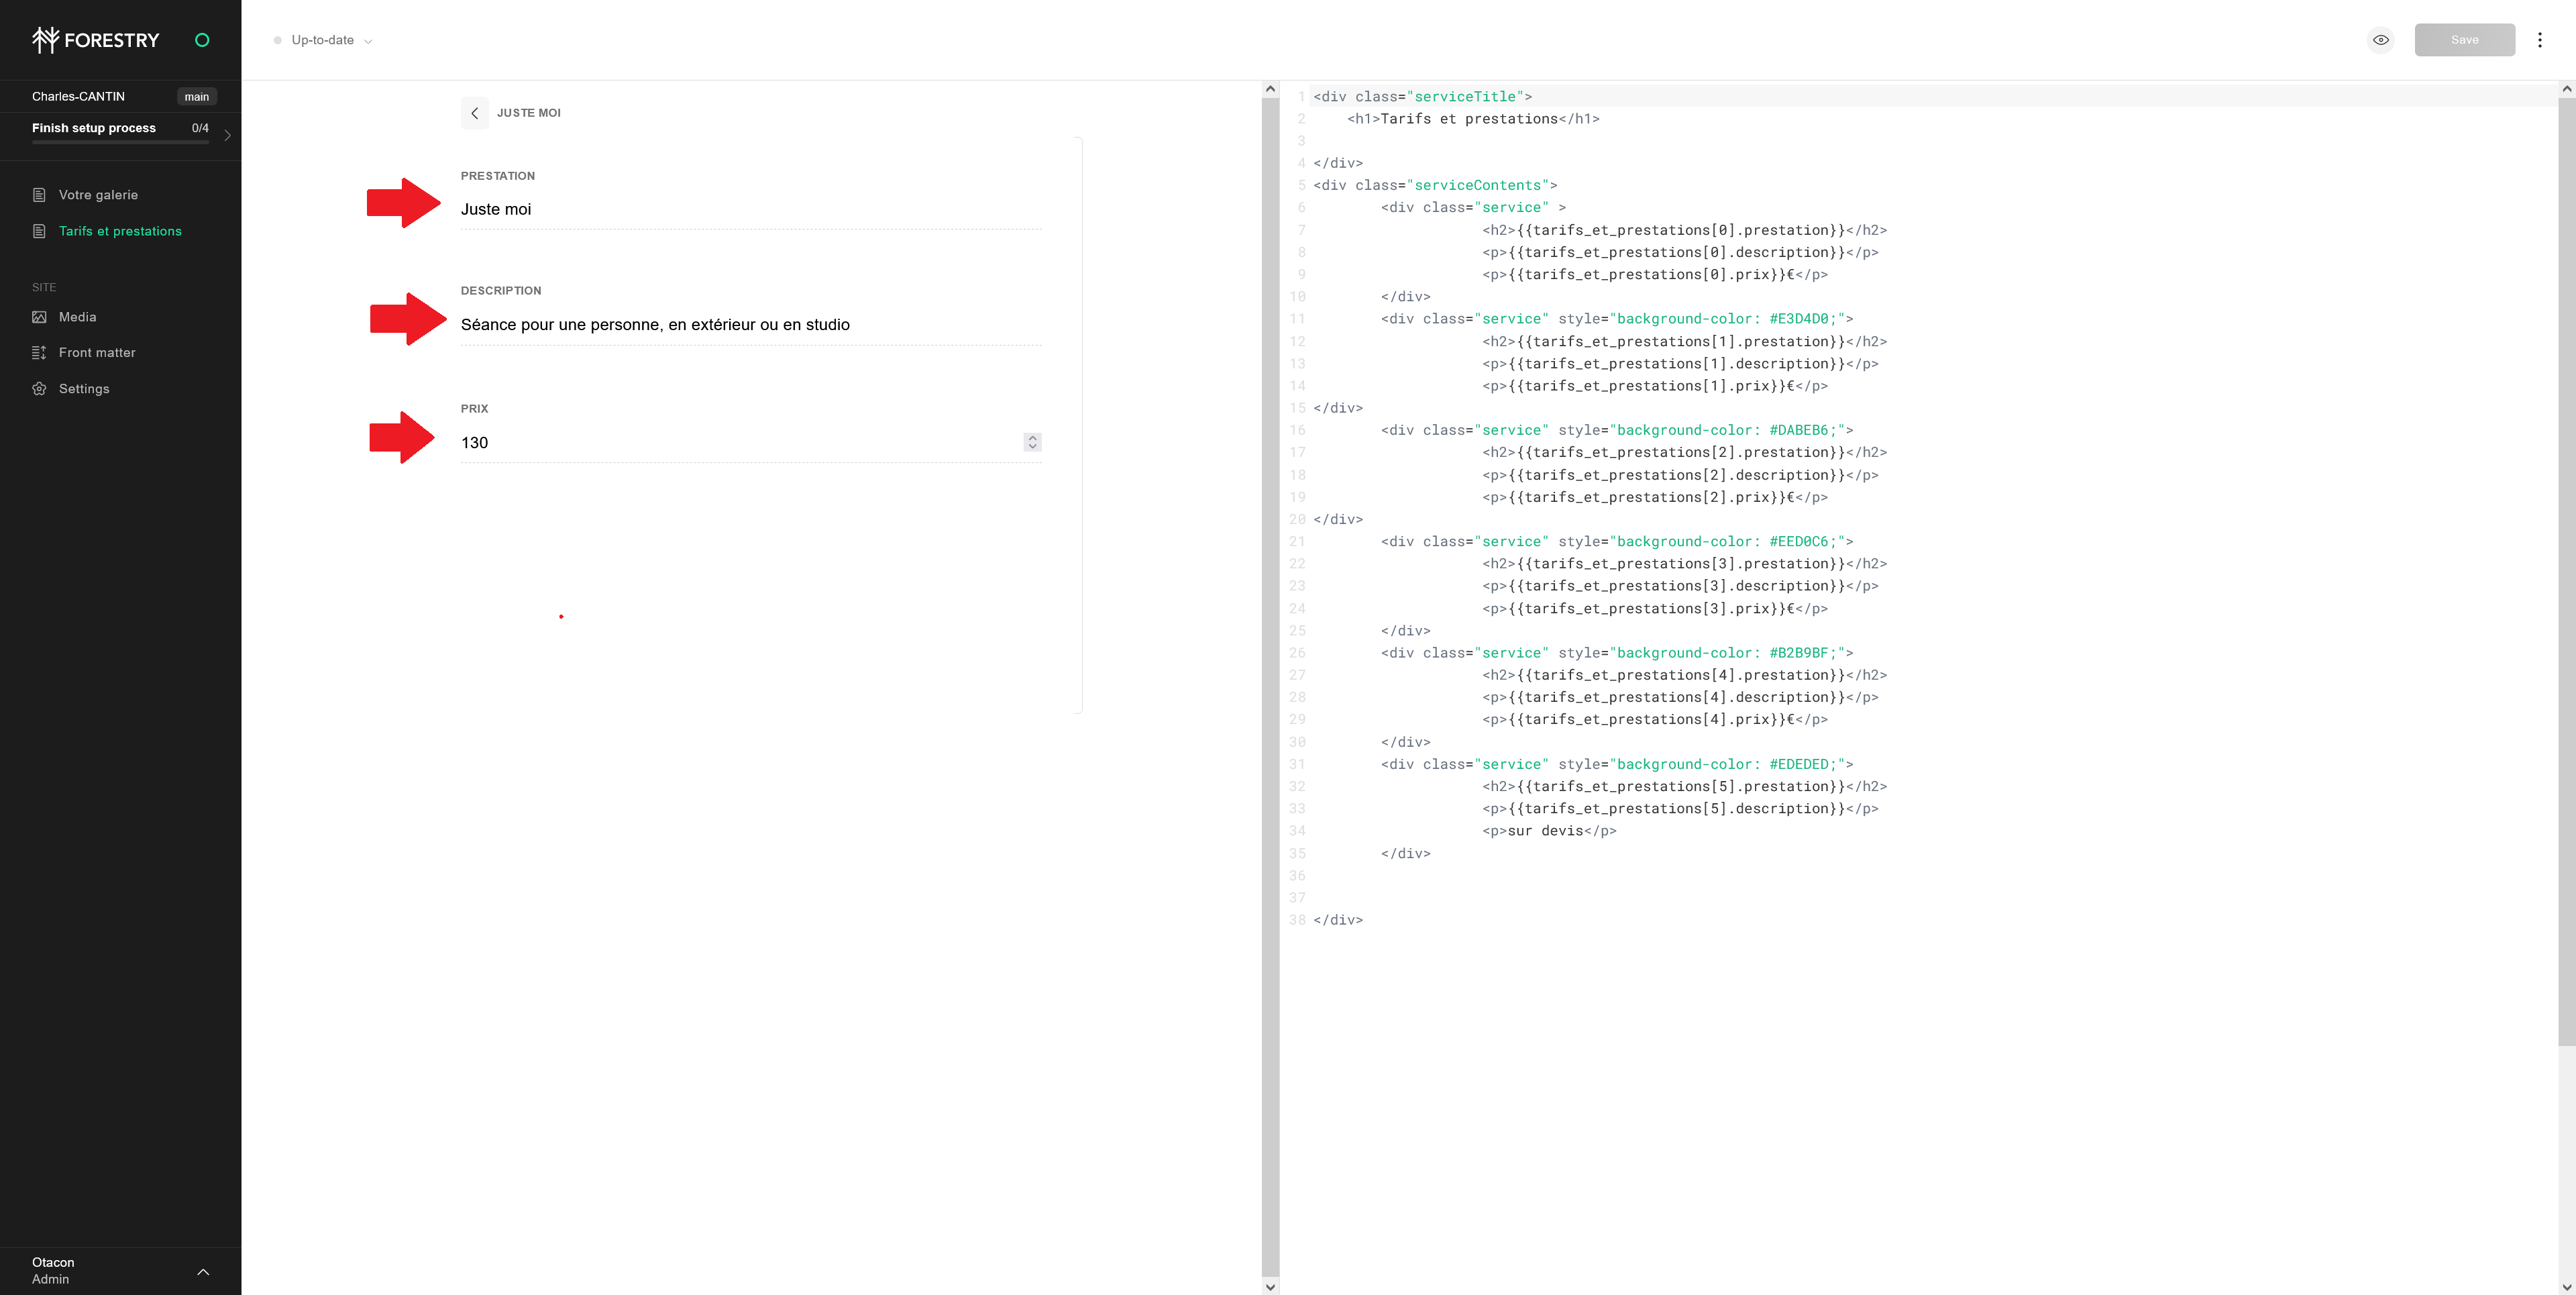 FORESTRY
Charles-CANTIN main
Finish setup process 0/4
Votre galerie
Tarifs et prestations
SITE
Media
Front matter
Settings
Otacon
Admin
Up-to-date
Save
JUSTE MOI
PRESTATION
Juste moi
DESCRIPTION
Séance pour une personne, en extérieur ou en studio
PRIX
130
1 <div class="serviceTitle">
2 <h1>Tarifs et prestations</h1>
3
4 </div>
5 <div class="serviceContents">
6 <div class="service" >
7 <h2>{{tarifs_et_prestations[0].prestation}}</h2>
8 <p>{{tarifs_et_prestations[0].description}}</p>
9 <p>{{tarifs_et_prestations[0].prix}}€</p>
10 </div>
11 <div class="service" style="background-color: #E3D4D0;">
12 <h2>{{tarifs_et_prestations[1].prestation}}</h2>
13 <p>{{tarifs_et_prestations[1].description}}</p>
14 <p>{{tarifs_et_prestations[1].prix}}€</p>
15 </div>
16 <div class="service" style="background-color: #DABEB6;">
17 <h2>{{tarifs_et_prestations[2].prestation}}</h2>
18 <p>{{tarifs_et_prestations[2].description}}</p>
19 <p>{{tarifs_et_prestations[2].prix}}€</p>
20 </div>
21 <div class="service" style="background-color: #EED0C6;">
22 <h2>{{tarifs_et_prestations[3].prestation}}</h2>
23 <p>{{tarifs_et_prestations[3].description}}</p>
24 <p>{{tarifs_et_prestations[3].prix}}€</p>
25 </div>
26 <div class="service" style="background-color: #B2B9BF;">
27 <h2>{{tarifs_et_prestations[4].prestation}}</h2>
28 <p>{{tarifs_et_prestations[4].description}}</p>
29 <p>{{tarifs_et_prestations[4].prix}}€</p>
30 </div>
31 <div class="service" style="background-color: #EDEDED;">
32 <h2>{{tarifs_et_prestations[5].prestation}}</h2>
33 <p>{{tarifs_et_prestations[5].description}}</p>
34 <p>sur devis</p>
35 </div>
36
37
38 </div>